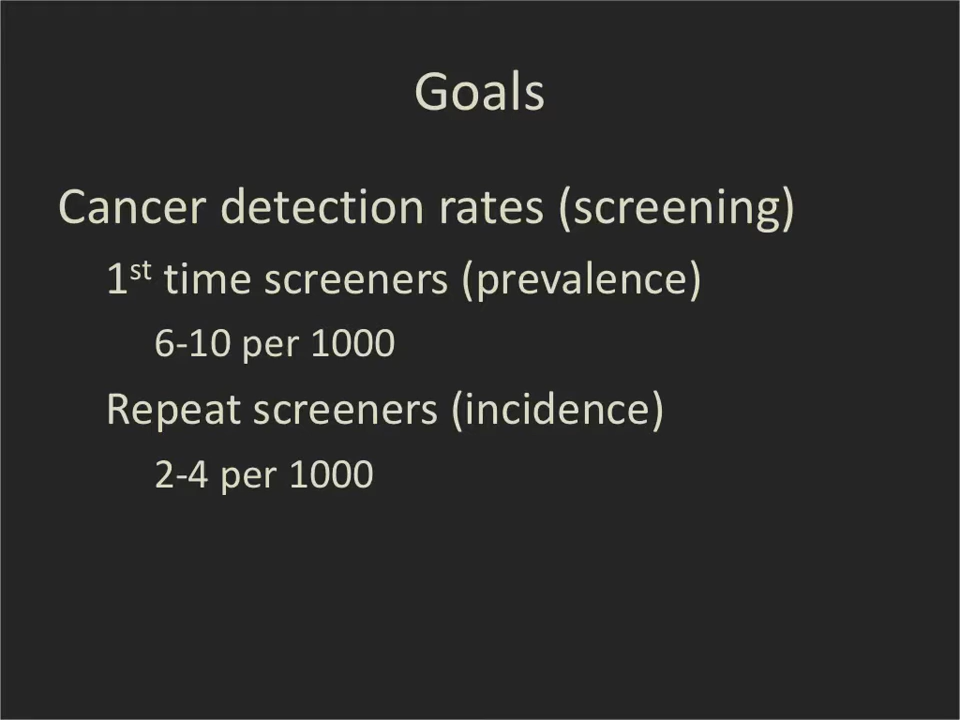 Goals
Cancer detection rates (screening)
1st time screeners (prevalence)
6-10 per 1000
Repeat screeners (incidence)
2-4 per 1000